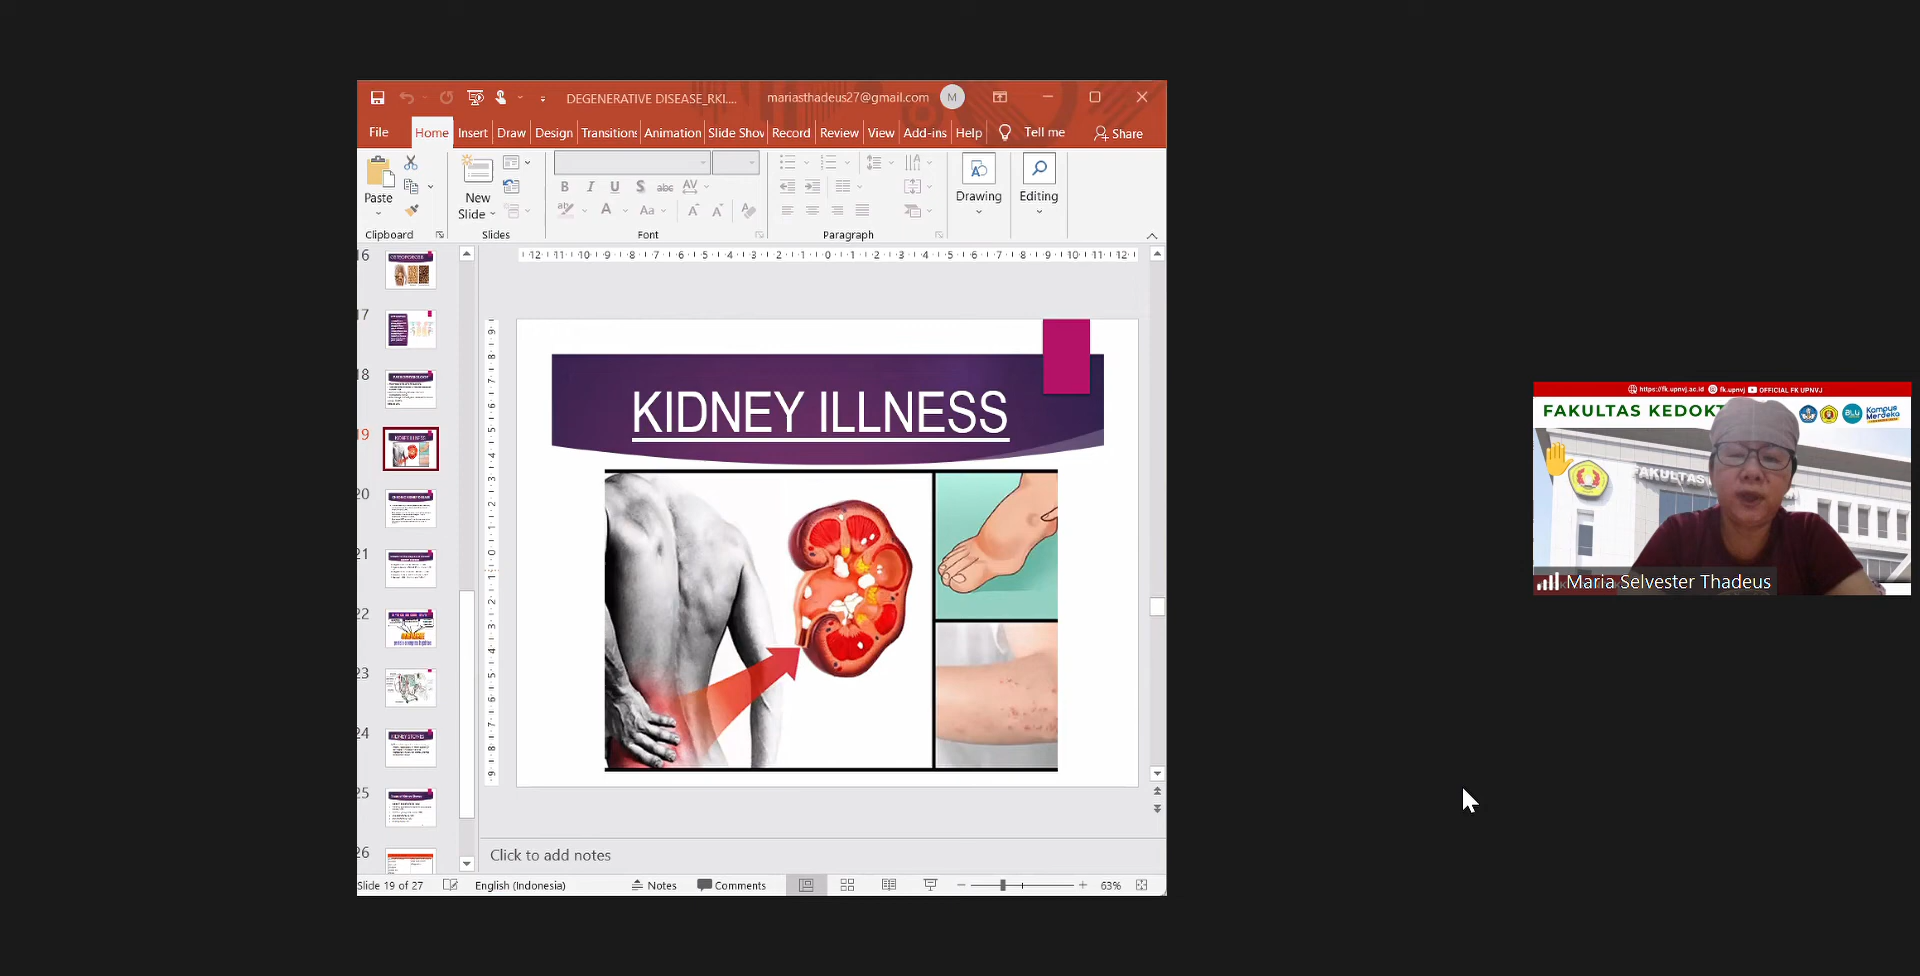 DEGENERATIVE DISEASE_RKI....
mariasthadeus27@gmail.com
M
File
Home
Insert
Draw
Design
Transitions
Animation
Slide Shov
Record
Review
View
Add-ins
Help
Tell me
Share
Paste
New
Slide
Drawing
Editing
Clipboard
Slides
Font
Paragraph
16
17
18
19
20
21
22
23
24
25
26
KIDNEY ILLNESS
Click to add notes
Slide 19 of 27
English (Indonesia)
Notes
Comments
63%
https://fk.upnvj.ac.id
fk.upnvj
OFFICIAL FK UPNVJ
FAKULTAS KEDOKT
BLU
Kampus
Merdeka
FAKULTAS
Maria Selvester Thadeus